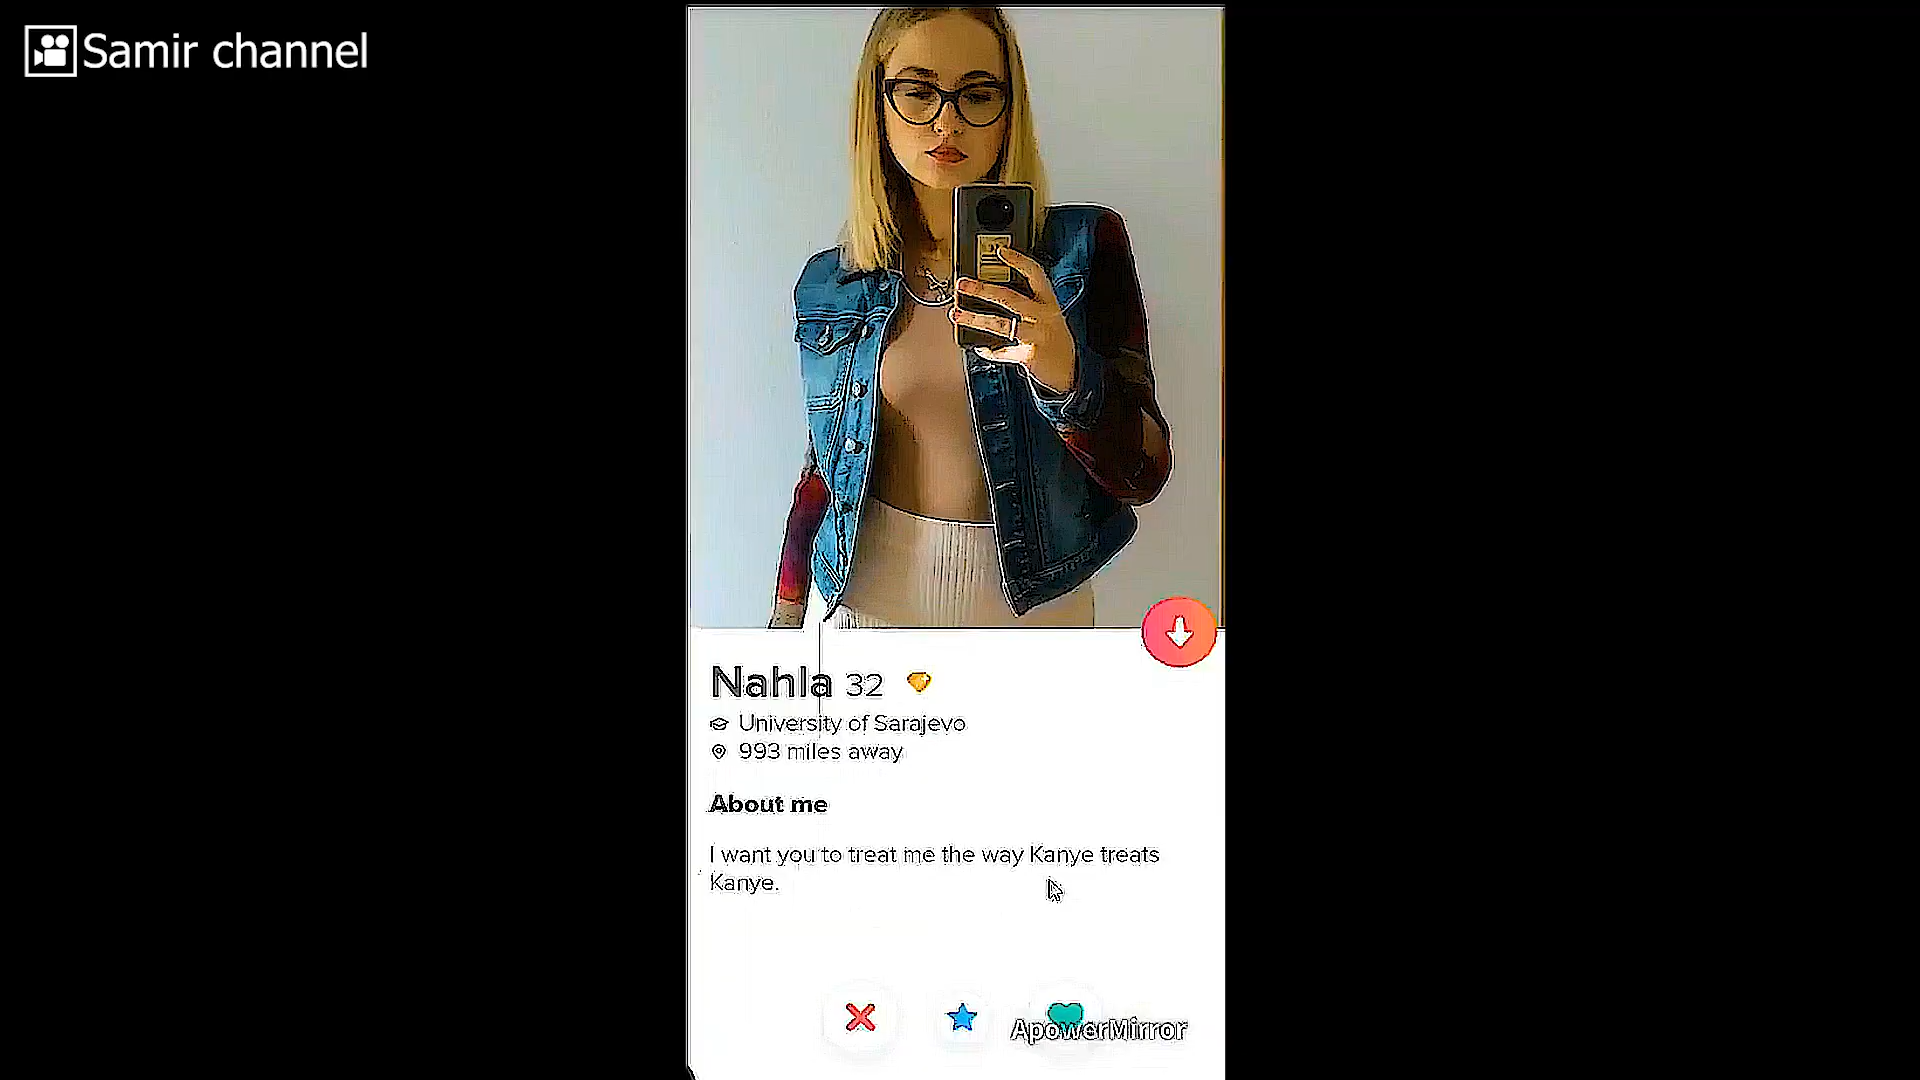 Samir channel
Nahla 32
University of Sarajevo
993 miles away
About me
I want you to treat me the way Kanye treats
Kanye.
ApowerMirror